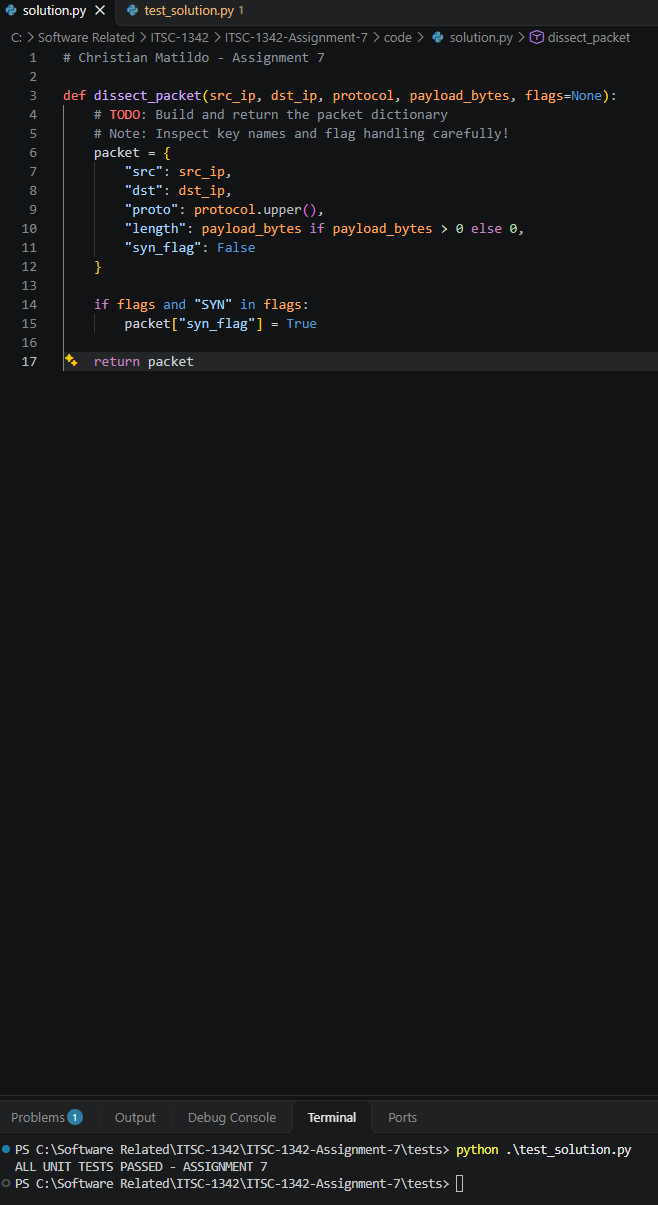 solution.py
test_solution.py 1
C: > Software Related > ITSC-1342 > ITSC-1342-Assignment-7 > code > solution.py > dissect_packet
1 # Christian Matildo - Assignment 7
2
3 def dissect_packet(src_ip, dst_ip, protocol, payload_bytes, flags=None):
4     # TODO: Build and return the packet dictionary
5     # Note: Inspect key names and flag handling carefully!
6     packet = {
7         "src": src_ip,
8         "dst": dst_ip,
9         "proto": protocol.upper(),
10         "length": payload_bytes if payload_bytes > 0 else 0,
11         "syn_flag": False
12     }
13
14     if flags and "SYN" in flags:
15         packet["syn_flag"] = True
16
17     return packet
Problems 1 Output Debug Console Terminal Ports
PS C:\Software Related\ITSC-1342\ITSC-1342-Assignment-7\tests> python .\test_solution.py
ALL UNIT TESTS PASSED - ASSIGNMENT 7
PS C:\Software Related\ITSC-1342\ITSC-1342-Assignment-7\tests>